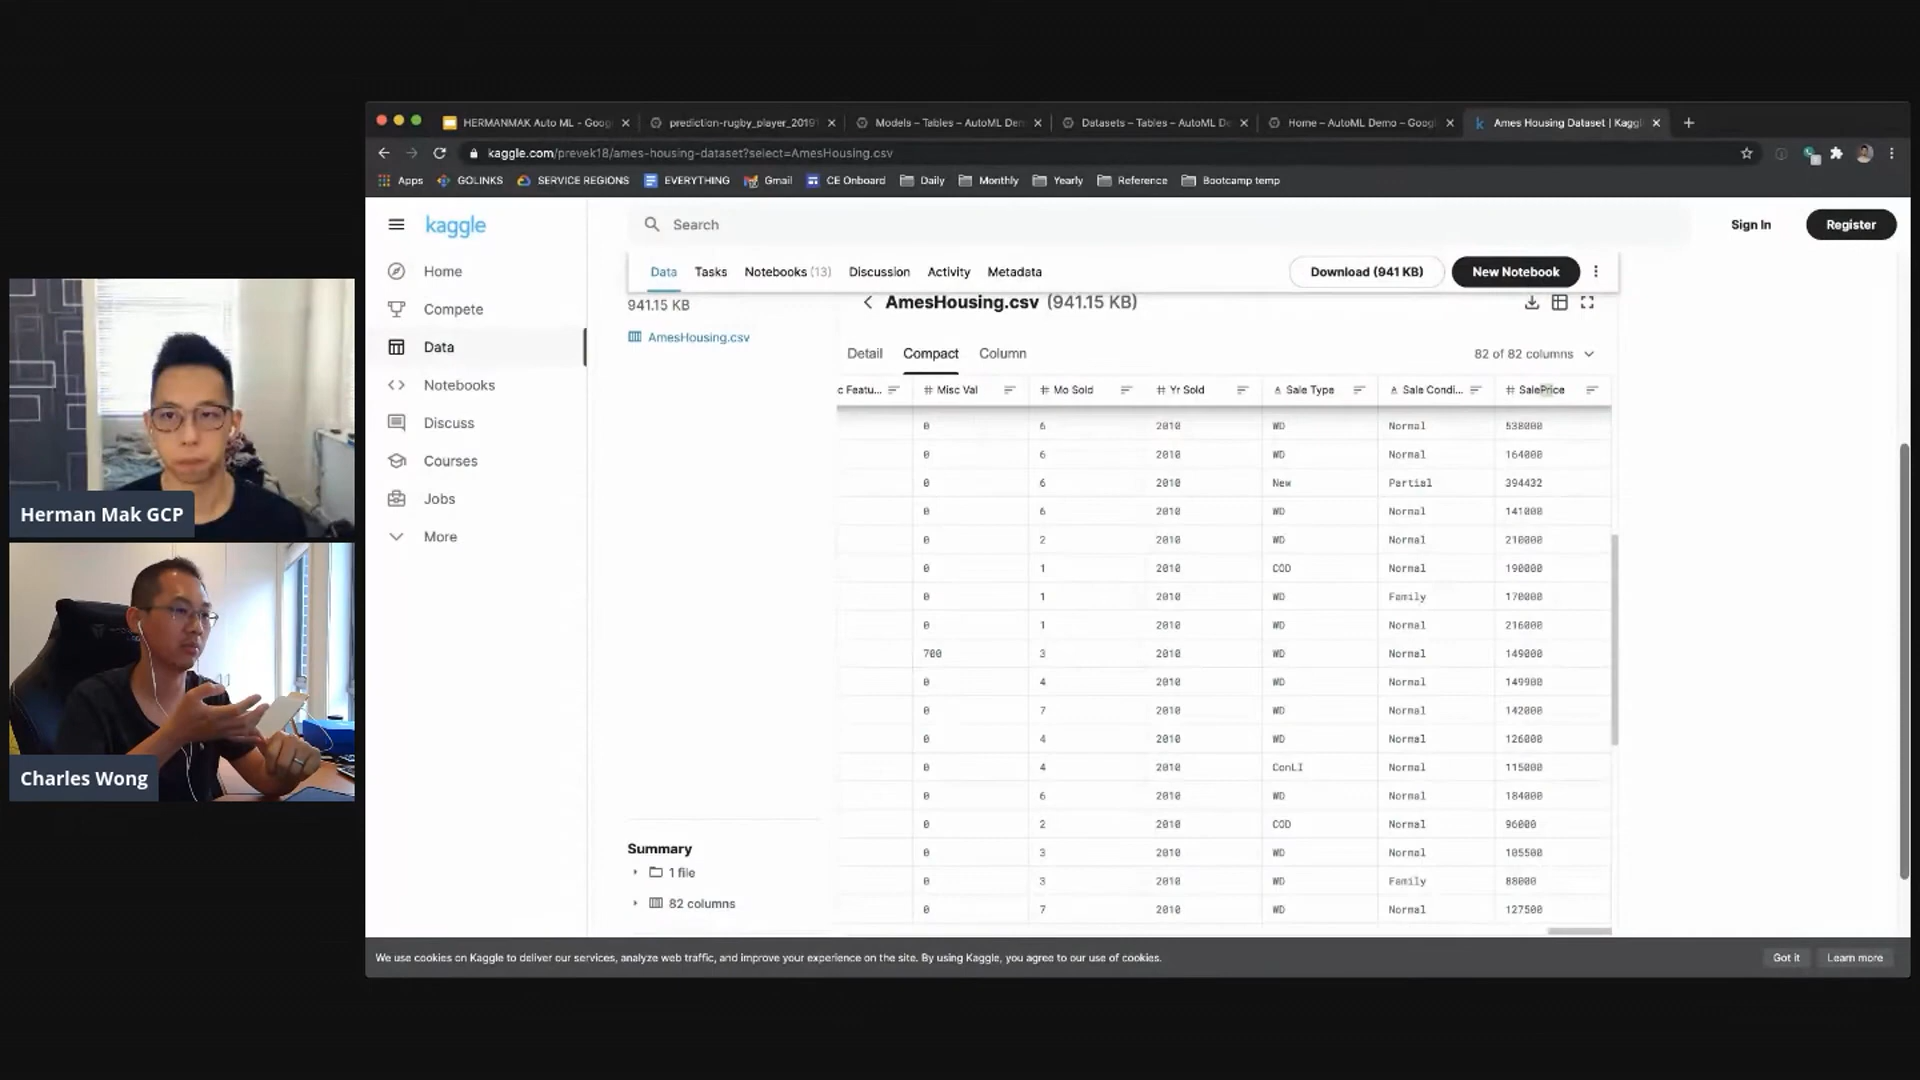 HERMANMAK Auto ML - Goog
prediction-rugby_player_2019
Models – Tables – AutoML Den
Datasets – Tables – AutoML De
Home – AutoML Demo – Googl
Ames Housing Dataset | Kaggl
kaggle.com/prevek18/ames-housing-dataset?select=AmesHousing.csv
Apps GOLINKS SERVICE REGIONS EVERYTHING Gmail CE Onboard Daily Monthly Yearly Reference Bootcamp temp
kaggle
Search
Sign In
Register
Home
Compete
Data
Notebooks
Discuss
Courses
Jobs
More
Data Tasks Notebooks (13) Discussion Activity Metadata
Download (941 KB)
New Notebook
941.15 KB
AmesHousing.csv
AmesHousing.csv (941.15 KB)
Detail Compact Column
82 of 82 columns
c Featu... # Misc Val # Mo Sold # Yr Sold A Sale Type A Sale Condi... # SalePrice
0 6 2010 WD Normal 538000
0 6 2010 WD Normal 164000
0 6 2010 New Partial 394432
0 6 2010 WD Normal 141000
0 2 2010 WD Normal 210000
0 1 2010 COD Normal 190000
0 1 2010 WD Family 170000
0 1 2010 WD Normal 216000
700 3 2010 WD Normal 149000
0 4 2010 WD Normal 149900
0 7 2010 WD Normal 142000
0 4 2010 WD Normal 126000
0 4 2010 ConLI Normal 115000
0 6 2010 WD Normal 184000
0 2 2010 COD Normal 96000
0 3 2010 WD Normal 105500
0 3 2010 WD Family 88000
0 7 2010 WD Normal 127500
Summary
1 file
82 columns
We use cookies on Kaggle to deliver our services, analyze web traffic, and improve your experience on the site. By using Kaggle, you agree to our use of cookies.
Got it
Learn more
Herman Mak GCP
Charles Wong